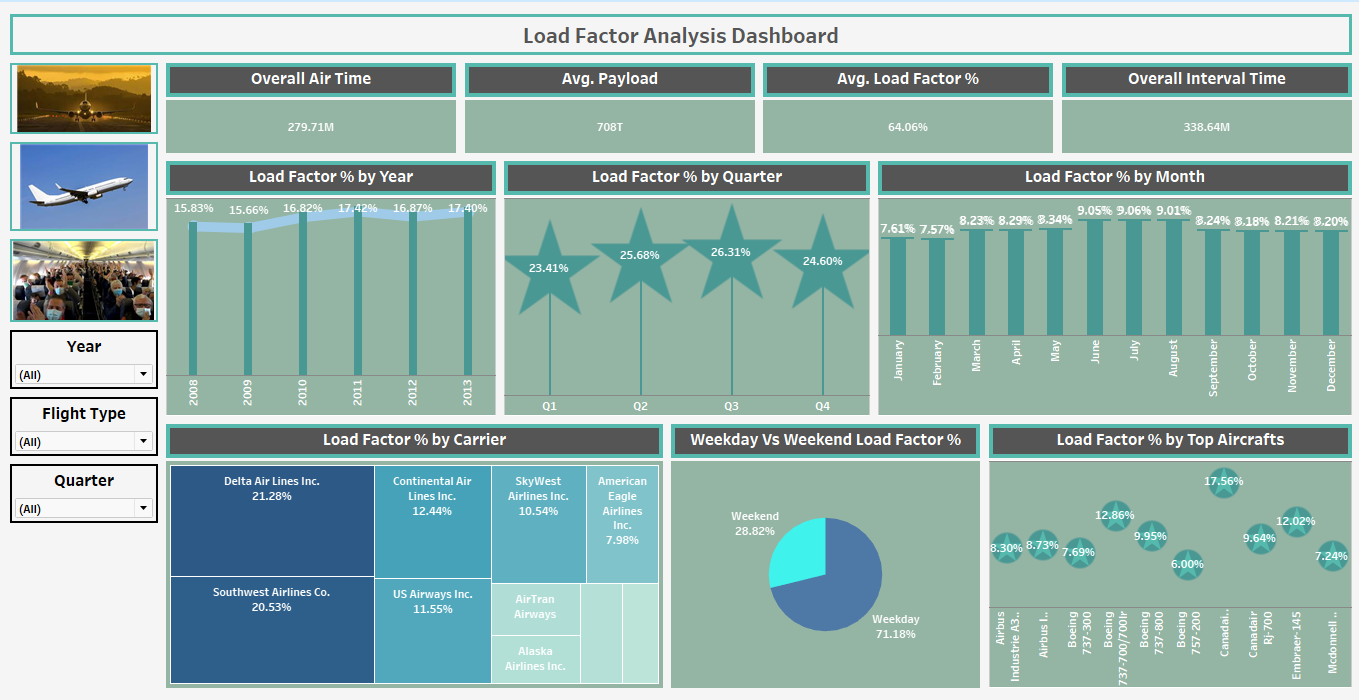 Load Factor Analysis Dashboard
Overall Air Time
Avg. Payload
Avg. Load Factor %
Overall Interval Time
279.71M
708T
64.06%
338.64M
Year
(All)
Flight Type
(All)
Quarter
(All)
Load Factor % by Year
15.83%
15.66%
16.82%
17.42%
16.87%
17.40%
2008
2009
2010
2011
2012
2013
Load Factor % by Quarter
23.41%
25.68%
26.31%
24.60%
Q1
Q2
Q3
Q4
Load Factor % by Month
7.61%
7.57%
8.23%
8.29%
8.34%
9.05%
9.06%
9.01%
8.24%
8.18%
8.21%
8.20%
January
February
March
April
May
June
July
August
September
October
November
December
Load Factor % by Carrier
Delta Air Lines Inc.
21.28%
Southwest Airlines Co.
20.53%
Continental Air
Lines Inc.
12.44%
US Airways Inc.
11.55%
SkyWest
Airlines Inc.
10.54%
American
Eagle
Airlines
Inc.
7.98%
AirTran
Airways
Alaska
Airlines Inc.
Weekday Vs Weekend Load Factor %
Weekend
28.82%
Weekday
71.18%
Load Factor % by Top Aircrafts
8.30%
8.73%
7.69%
12.86%
9.95%
6.00%
17.56%
9.64%
12.02%
7.24%
Airbus
Industrie A3..
Airbus I..
Boeing
737-300
Boeing
737-700/700lr
Boeing
737-800
Boeing
757-200
Canadai..
Canadair
Rj-700
Embraer-145
Mcdonnell ..